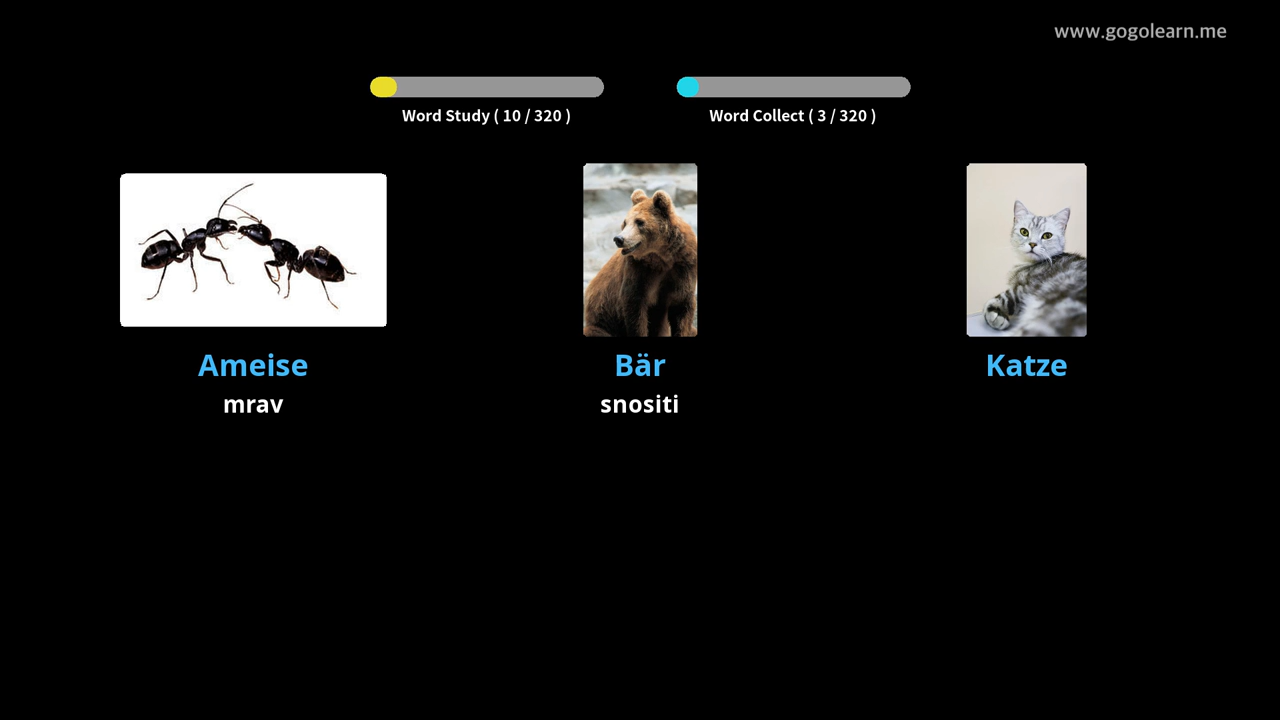 www.gogolearn.me
Word Study ( 10 / 320 )
Word Collect ( 3 / 320 )
Ameise
mrav
Bär
snositi
Katze